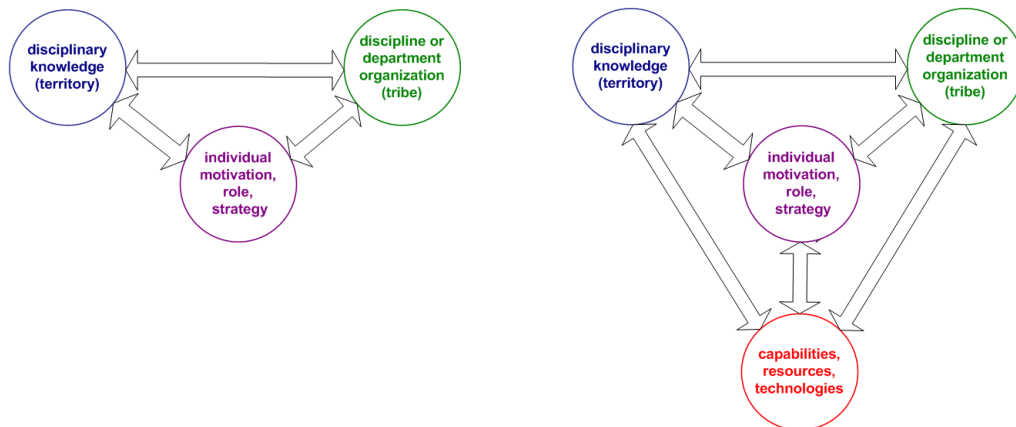 disciplinary
knowledge
(territory)
discipline or
department
organization
(tribe)
individual
motivation,
role,
strategy
disciplinary
knowledge
(territory)
discipline or
department
organization
(tribe)
individual
motivation,
role,
strategy
capabilities,
resources,
technologies